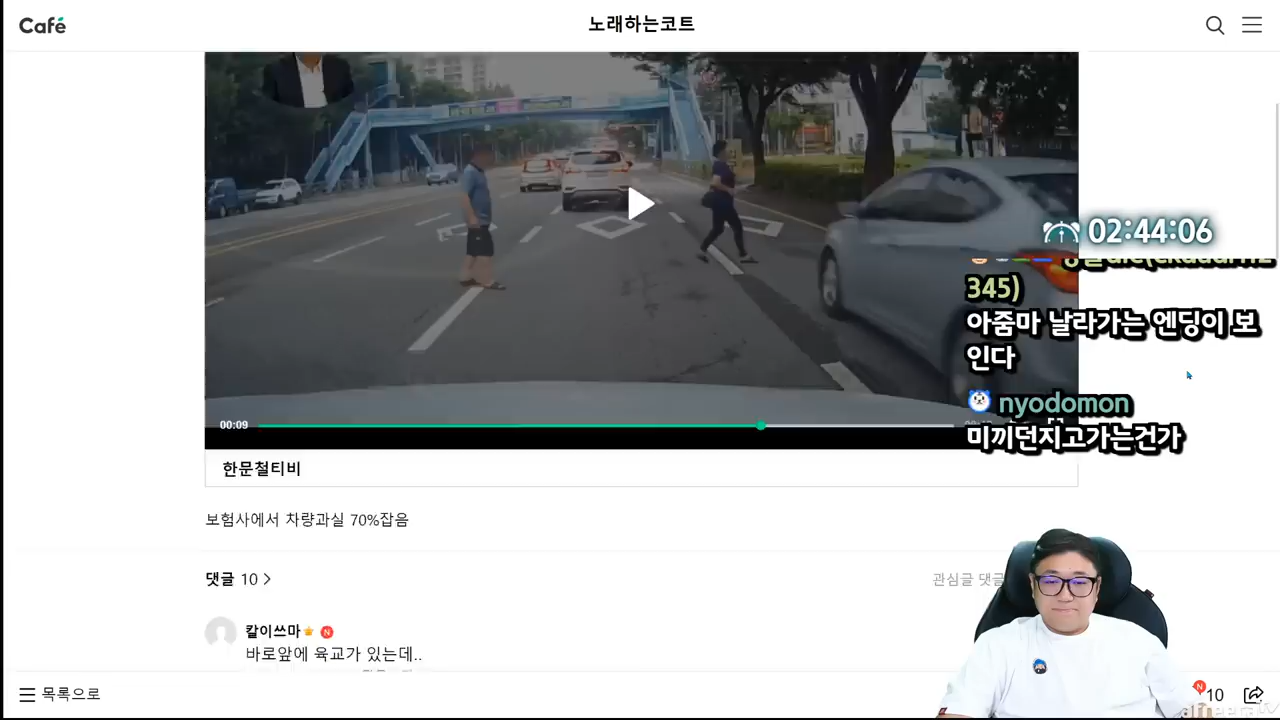 Café
노래하는코트
02:44:06
345)
아줌마 날라가는 엔딩이 보
인다
nyodomon
미끼던지고가는건가
00:09
한문철티비
보험사에서 차량과실 70%잡음
댓글 10
관심글 댓글
칼이쓰마 N
바로앞에 육교가 있는데..
목록으로
N
10
afreecaTV